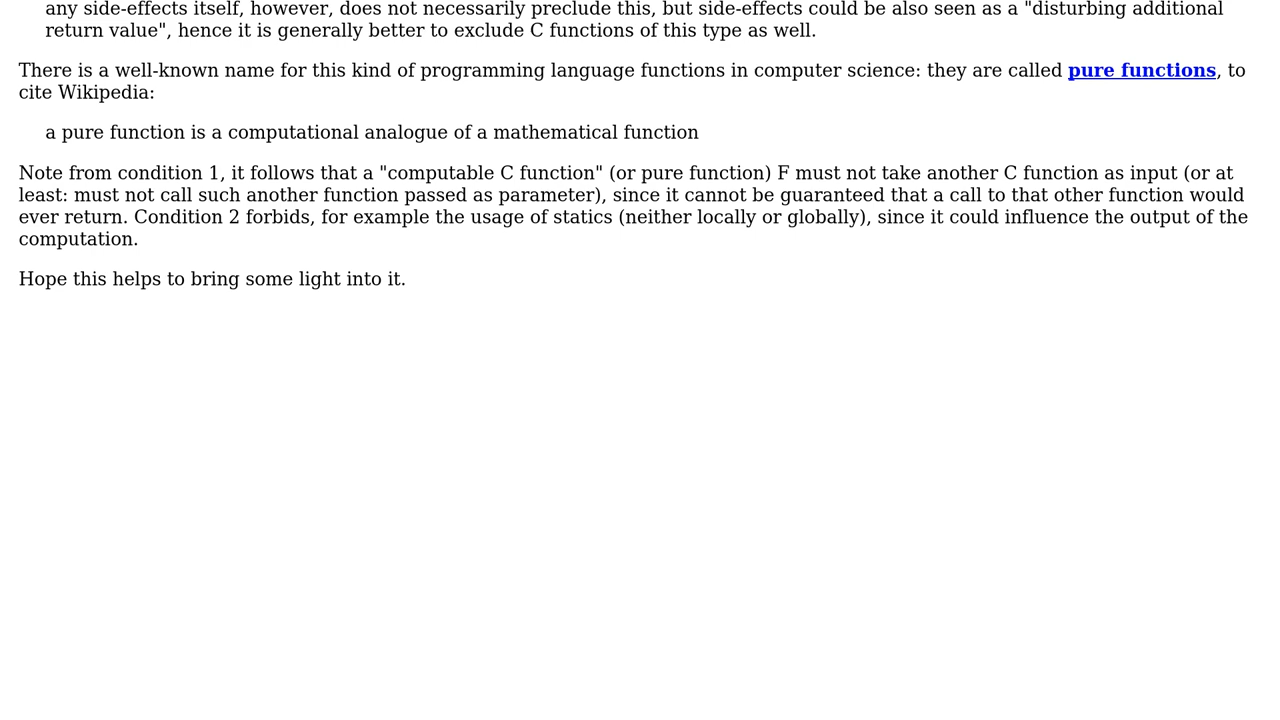 any side-effects itself, however, does not necessarily preclude this, but side-effects could be also seen as a "disturbing additional
return value", hence it is generally better to exclude C functions of this type as well.
There is a well-known name for this kind of programming language functions in computer science: they are called pure functions, to
cite Wikipedia:
a pure function is a computational analogue of a mathematical function
Note from condition 1, it follows that a "computable C function" (or pure function) F must not take another C function as input (or at
least: must not call such another function passed as parameter), since it cannot be guaranteed that a call to that other function would
ever return. Condition 2 forbids, for example the usage of statics (neither locally or globally), since it could influence the output of the
computation.
Hope this helps to bring some light into it.